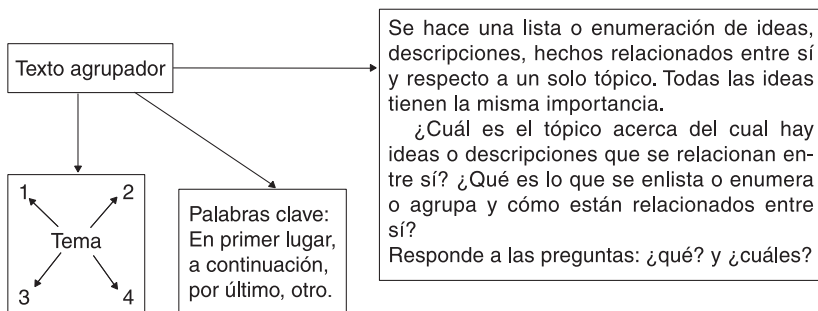 Texto agrupador
Se hace una lista o enumeración de ideas,
descripciones, hechos relacionados entre sí
y respecto a un solo tópico. Todas las ideas
tienen la misma importancia.
¿Cuál es el tópico acerca del cual hay
ideas o descripciones que se relacionan en-
tre sí? ¿Qué es lo que se enlista o enumera
o agrupa y cómo están relacionados entre
sí?
Responde a las preguntas: ¿qué? y ¿cuáles?
1 2
Tema
3 4
Palabras clave:
En primer lugar,
a continuación,
por último, otro.